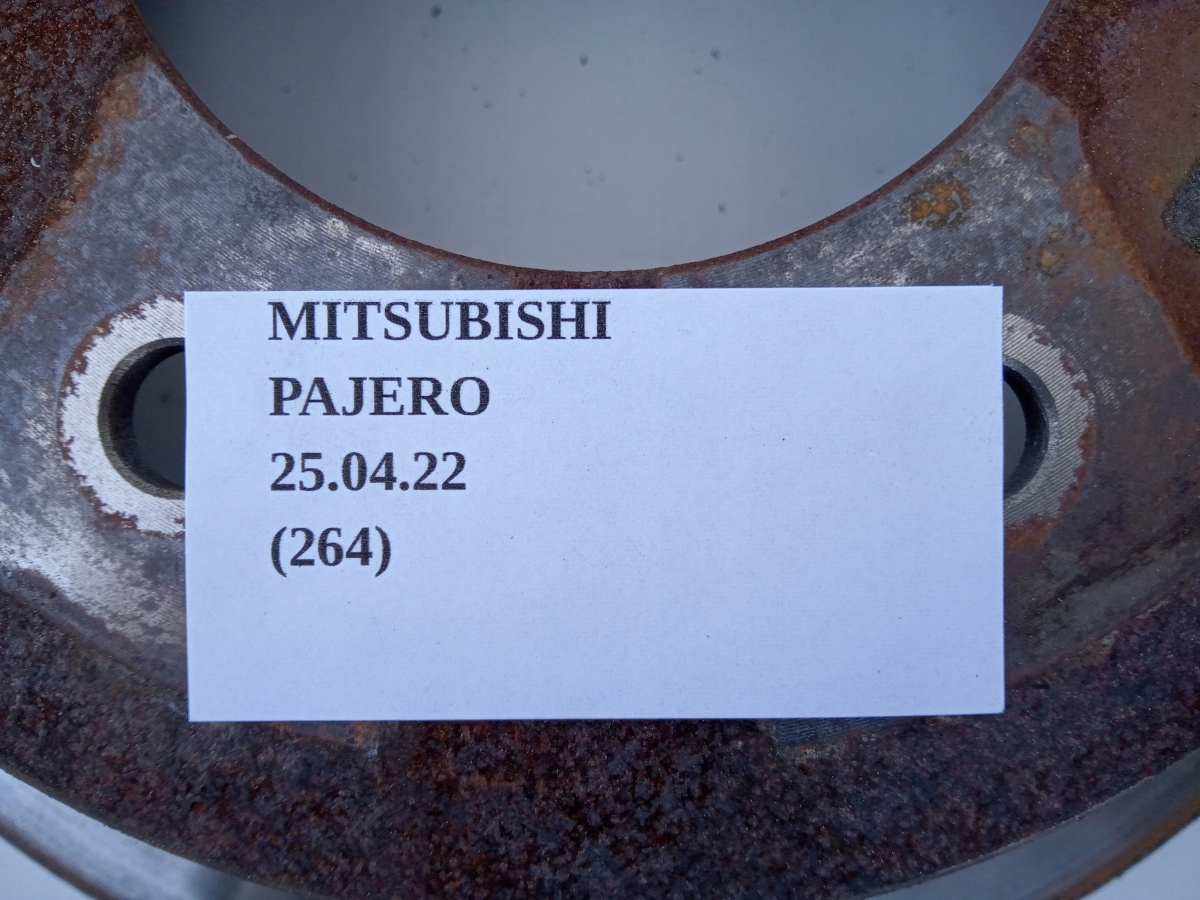 MITSUBISHI
PAJERO
25.04.22
(264)